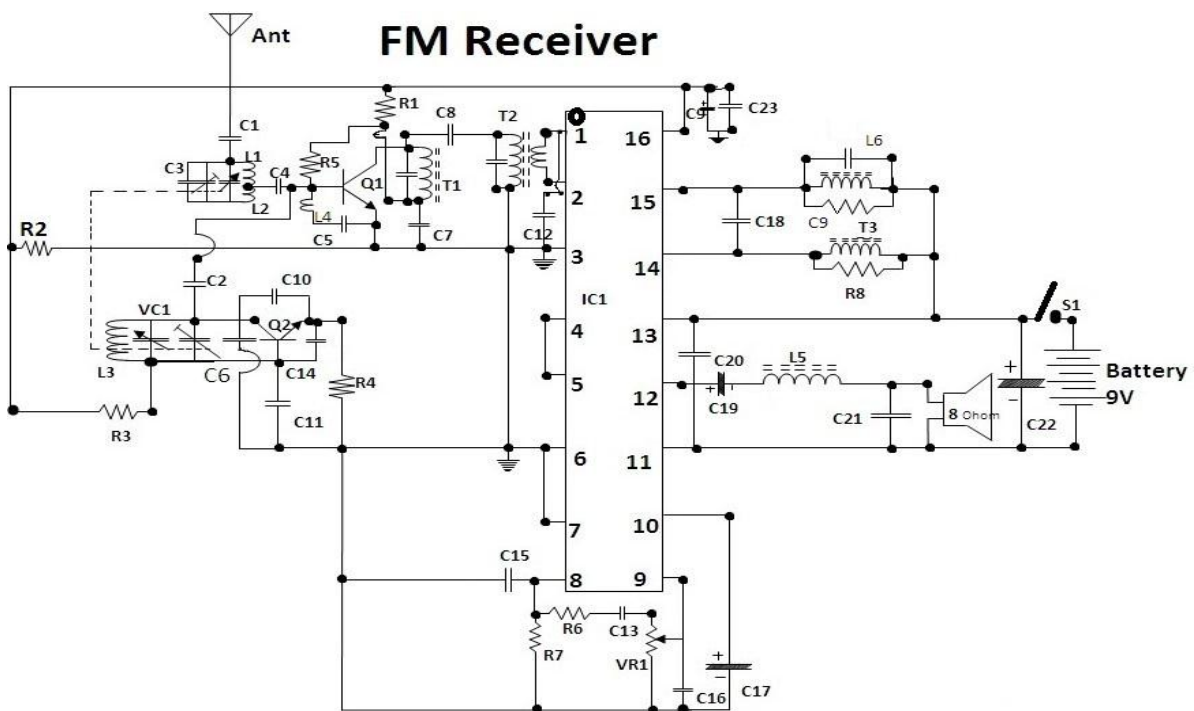 FM Receiver
Ant
R1
C8
T2
C9
C23
C1
1
16
L6
C3
L1
C4
R5
Q1
T1
2
15
L2
L4
C5
C7
C12
C18
C9
T3
R2
3
14
R8
C2
C10
IC1
S1
VC1
Q2
4
13
L3
C6
C14
R4
5
C20
L5
Battery
9V
12
C19
C21
8 Ohom
C22
R3
C11
6
11
7
10
C15
8
9
R6
C13
R7
VR1
C16
C17
+
-